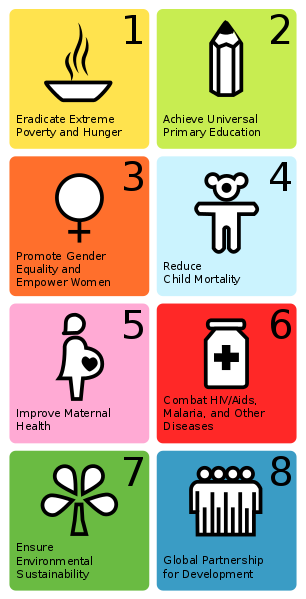 1
Eradicate Extreme
Poverty and Hunger
2
Achieve Universal
Primary Education
3
Promote Gender
Equality and
Empower Women
4
Reduce
Child Mortality
5
Improve Maternal
Health
6
Combat HIV/Aids,
Malaria, and Other
Diseases
7
Ensure
Environmental
Sustainability
8
Global Partnership
for Development